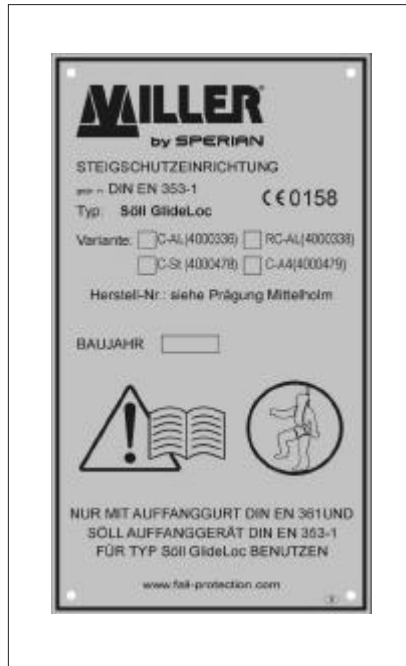 MILLER
by SPERIAN
STEIGSCHUTZEINRICHTUNG
DIN EN 353-1
CE 0158
Typ: Söll GlideLoc
Variante: C-AL(4000336) RC-AL(4000338)
C-St (4000478) C-A4(4000479)
Herstell-Nr.: siehe Prägung Mittelholm
BAUJAHR
NUR MIT AUFFANGGURT DIN EN 361UND
SÖLL AUFFANGGERÄT DIN EN 353-1
FÜR TYP Söll GlideLoc BENUTZEN
www.fall-protection.com